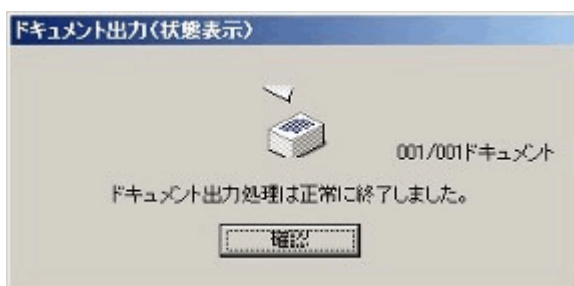 ドキュメント出力(状態表示)
001/001ドキュメント
ドキュメント出力処理は正常に終了しました。
確認